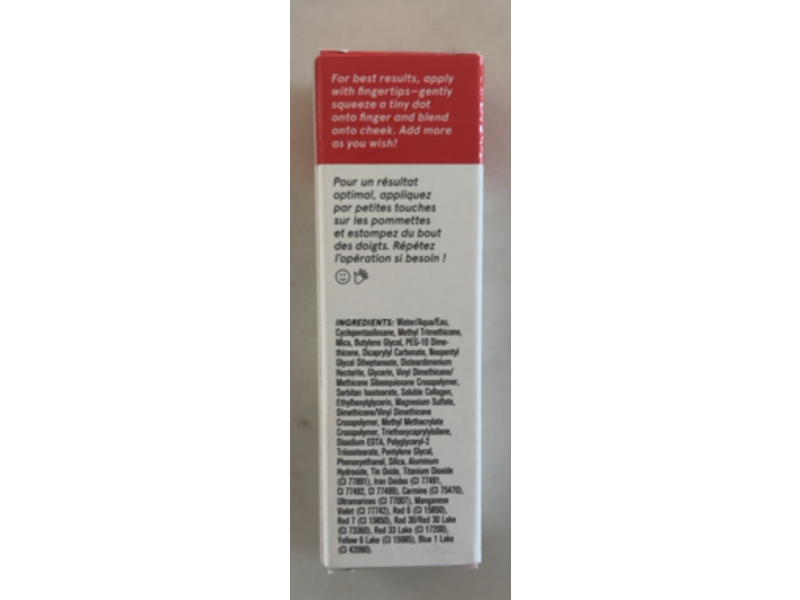 For best results, apply
with fingertips—gently
squeeze a tiny dot
onto finger and blend
onto cheek. Add more
as you wish!
Pour un résultat
optimal, appliquez
par petites touches
sur les pommettes
et estompez du bout
des doigts. Répétez
l'opération si besoin !
INGREDIENTS: Water/Aqua/Eau,
Cyclopentasiloxane, Methyl Trimethicone,
Mica, Butylene Glycol, PEG-10 Dime-
thicone, Dicaprylyl Carbonate, Neopentyl
Glycol Diheptanoate, Disteardimonium
Hectorite, Glycerin, Vinyl Dimethicone/
Methicone Silsesquioxane Crosspolymer,
Sorbitan Isostearate, Soluble Collagen,
Ethylhexylglycerin, Magnesium Sulfate,
Dimethicone/Vinyl Dimethicone
Crosspolymer, Methyl Methacrylate
Crosspolymer, Triethoxycaprylylsilane,
Disodium EDTA, Polyglyceryl-2
Triisostearate, Pentylene Glycol,
Phenoxyethanol, Silica, Aluminum
Hydroxide, Tin Oxide, Titanium Dioxide
(CI 77891), Iron Oxides (CI 77491,
CI 77492, CI 77499), Carmine (CI 75470),
Ultramarines (CI 77007), Manganese
Violet (CI 77742), Red 6 (CI 15850),
Red 7 (CI 15850), Red 30/Red 30 Lake
(CI 73360), Red 33 Lake (CI 17200),
Yellow 6 Lake (CI 15985), Blue 1 Lake
(CI 42090).